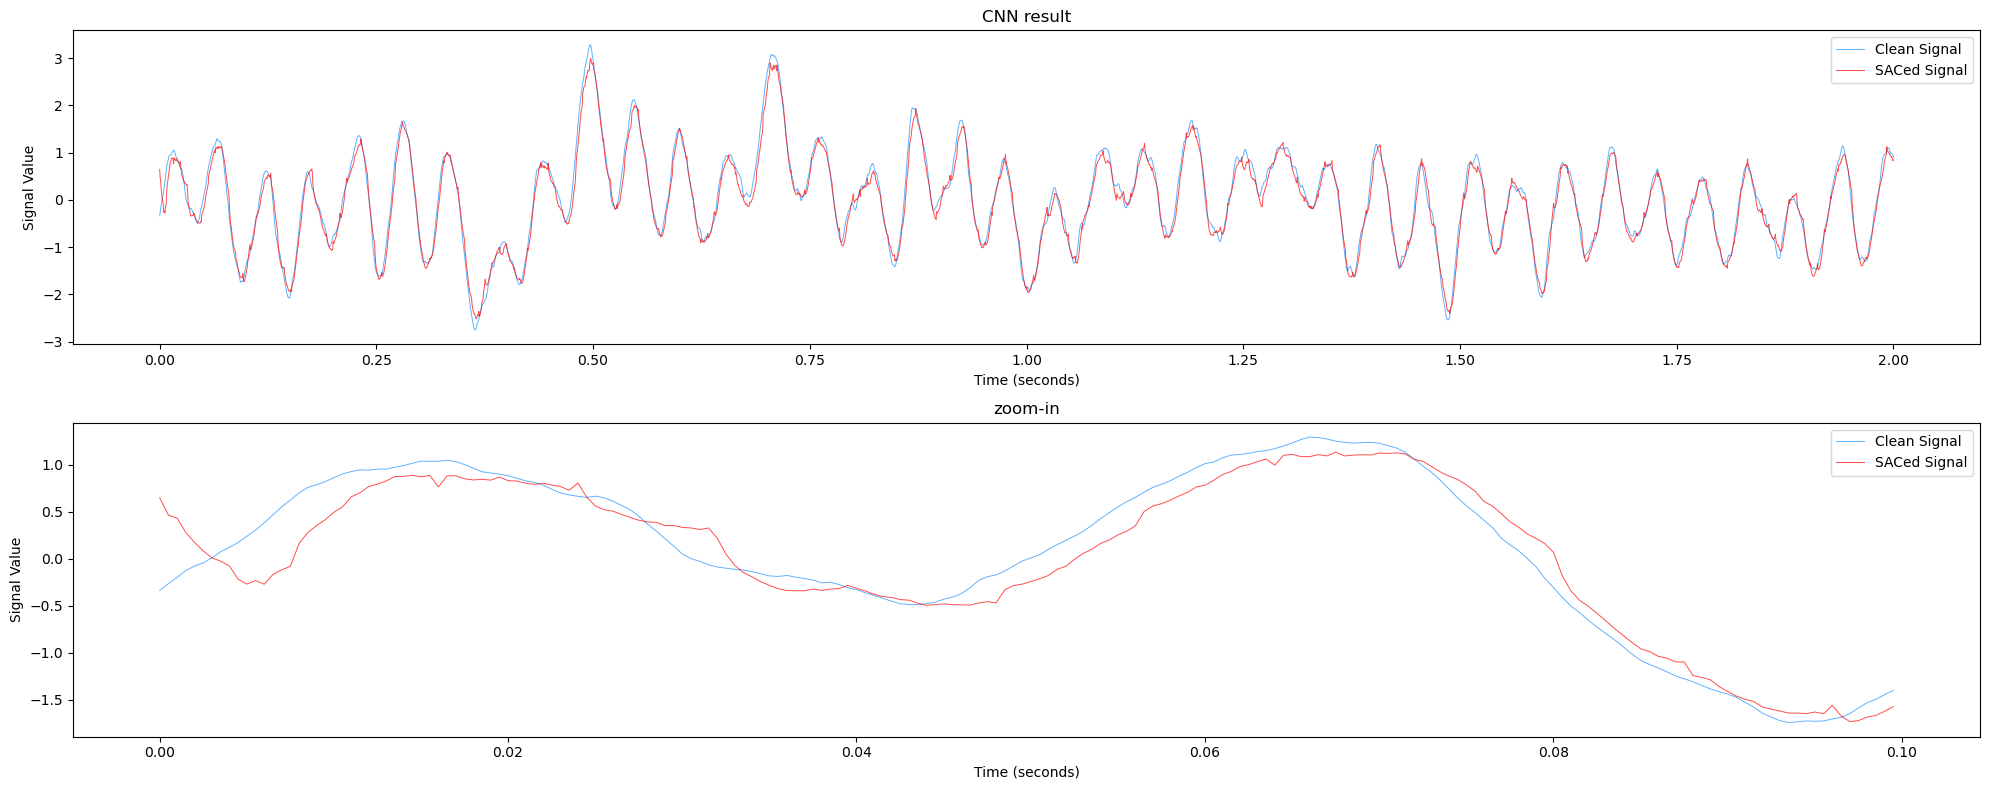 CNN result
Clean Signal
SACed Signal
Signal Value
3
2
1
0
−1
−2
−3
0.00 0.25 0.50 0.75 1.00 1.25 1.50 1.75 2.00
Time (seconds)
zoom-in
Clean Signal
SACed Signal
Signal Value
1.0
0.5
0.0
−0.5
−1.0
−1.5
0.00 0.02 0.04 0.06 0.08 0.10
Time (seconds)